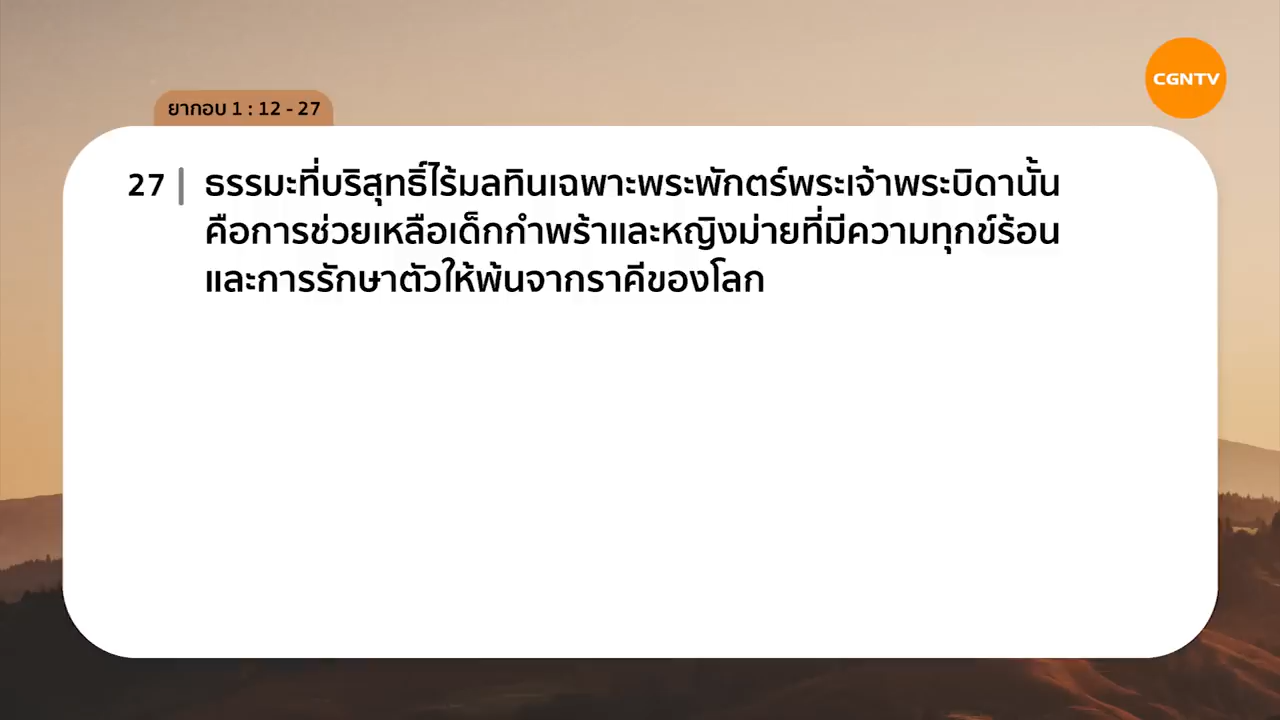 CGNTV
ยากอบ 1 : 12 - 27
27 | ธรรมะที่บริสุทธิ์ไร้มลทินเฉพาะพระพักตร์พระเจ้าพระบิดานั้น
คือการช่วยเหลือเด็กกำพร้าและหญิงม่ายที่มีความทุกข์ร้อน
และการรักษาตัวให้พ้นจากราคีของโลก